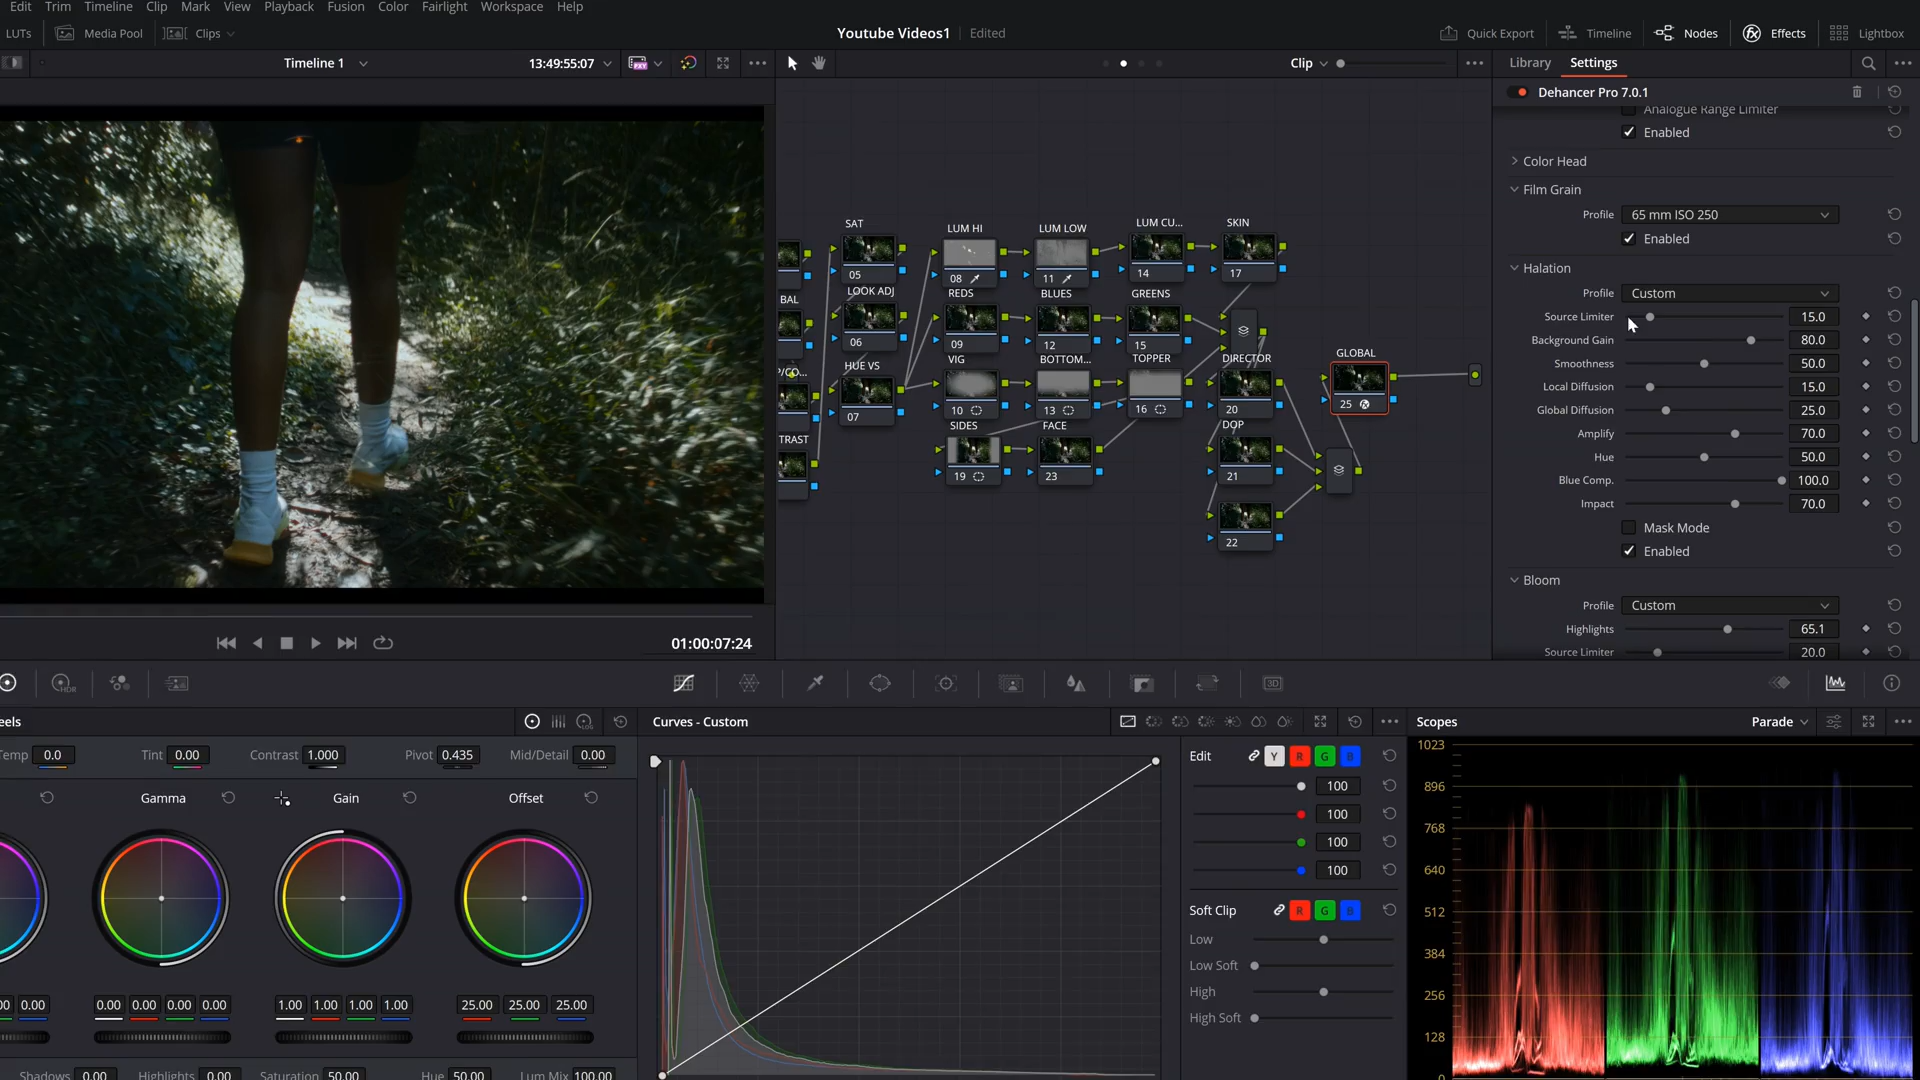 Edit Trim Timeline Clip Mark View Playback Fusion Color Fairlight Workspace Help
LUTs Media Pool Clips Youtube Videos1 Edited Quick Export Timeline Nodes Effects Lightbox
Timeline 1 13:49:55:07 Clip Library Settings
Dehancer Pro 7.0.1
Analogue Range Limiter
Enabled
Color Head
Film Grain
Profile 65 mm ISO 250
Enabled
Halation
Profile Custom
Source Limiter 15.0
Background Gain 80.0
Smoothness 50.0
Local Diffusion 15.0
Global Diffusion 25.0
Amplify 70.0
Hue 50.0
Blue Comp. 100.0
Impact 70.0
Mask Mode
Enabled
Bloom
Profile Custom
Highlights 65.1
Source Limiter 20.0
SAT LUM HI LUM LOW LUM CU... SKIN
05 08 11 14 17
BAL LOOK ADJ REDS BLUES GREENS
06 09 12 15
P/CO... HUE VS VIG BOTTOM... TOPPER DIRECTOR GLOBAL
07 10 13 16 20 25
TRAST SIDES FACE DOP
19 23 21
22
01:00:07:24
HDR 3D
eels Curves - Custom Scopes Parade
LOG
Temp 0.0 Tint 0.00 Contrast 1.000 Pivot 0.435 Mid/Detail 0.00
Gamma Gain Offset
00 0.00 0.00 0.00 0.00 0.00 1.00 1.00 1.00 1.00 25.00 25.00 25.00
Shadows 0.00 Highlights 0.00 Saturation 50.00 Hue 50.00 Lum Mix 100.00
Edit Y R G B
100
100
100
100
Soft Clip R G B
Low
Low Soft
High
High Soft
1023
896
768
640
512
384
256
128
0